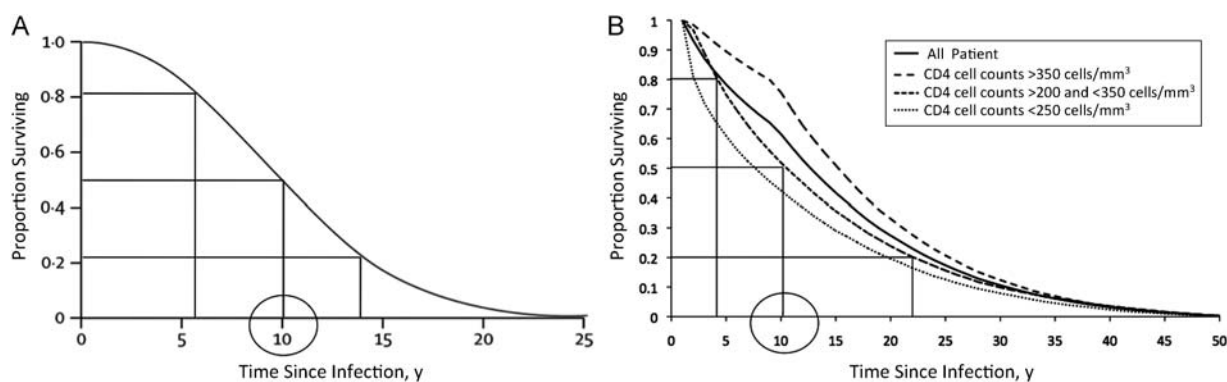 A
Proportion Surviving
1·0
0·8
0·6
0·4
0·2
0
0 5 10 15 20 25
Time Since Infection, y
B
Proportion Surviving
1
0.9
0.8
0.7
0.6
0.5
0.4
0.3
0.2
0.1
0
0 5 10 15 20 25 30 35 40 45 50
Time Since Infection, y
All Patient
CD4 cell counts >350 cells/mm³
CD4 cell counts >200 and <350 cells/mm³
CD4 cell counts <250 cells/mm³